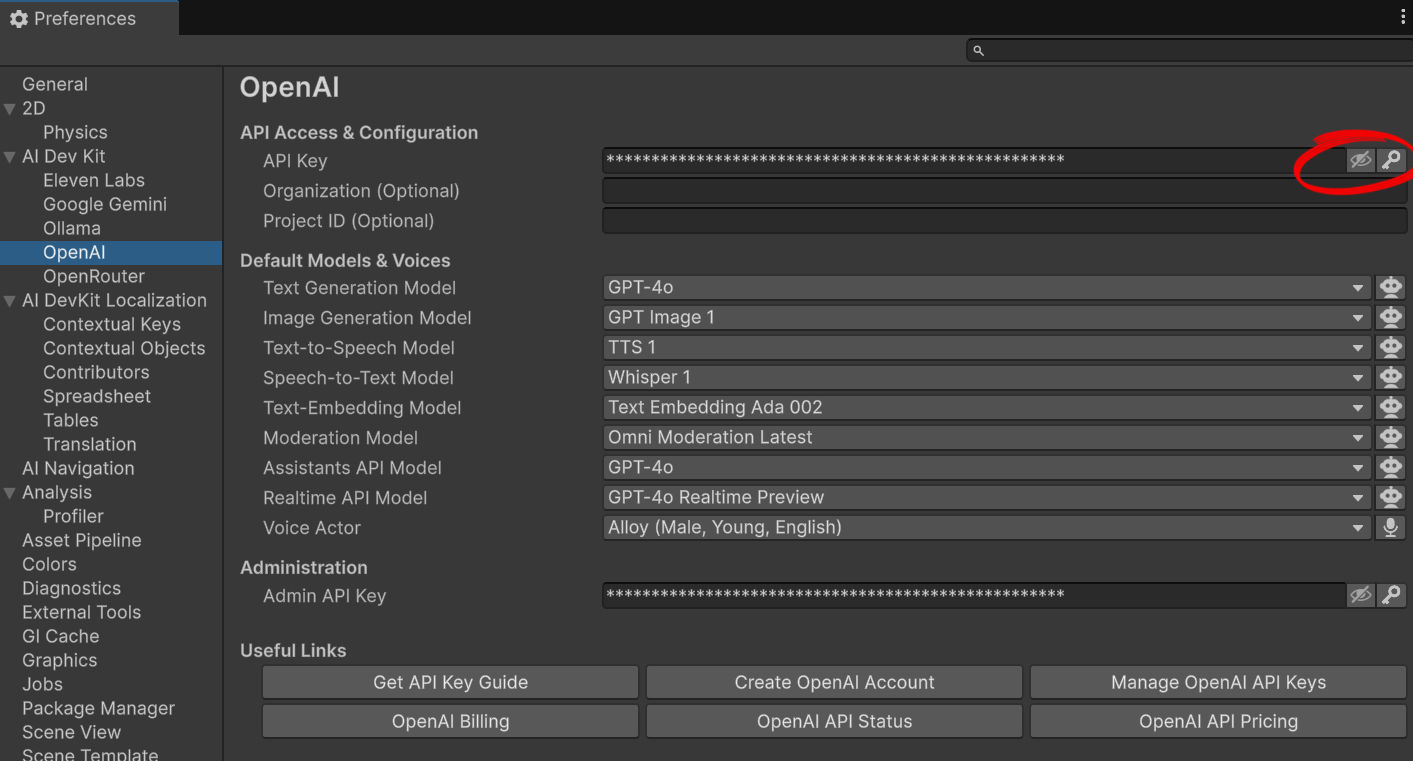 Preferences
General
2D
Physics
AI Dev Kit
Eleven Labs
Google Gemini
Ollama
OpenAI
OpenRouter
AI DevKit Localization
Contextual Keys
Contextual Objects
Contributors
Spreadsheet
Tables
Translation
AI Navigation
Analysis
Profiler
Asset Pipeline
Colors
Diagnostics
External Tools
GI Cache
Graphics
Jobs
Package Manager
Scene View
Scene Template
OpenAI
API Access & Configuration
API Key ***************************************************
Organization (Optional)
Project ID (Optional)
Default Models & Voices
Text Generation Model GPT-4o
Image Generation Model GPT Image 1
Text-to-Speech Model TTS 1
Speech-to-Text Model Whisper 1
Text-Embedding Model Text Embedding Ada 002
Moderation Model Omni Moderation Latest
Assistants API Model GPT-4o
Realtime API Model GPT-4o Realtime Preview
Voice Actor Alloy (Male, Young, English)
Administration
Admin API Key ***************************************************
Useful Links
Get API Key Guide Create OpenAI Account Manage OpenAI API Keys
OpenAI Billing OpenAI API Status OpenAI API Pricing